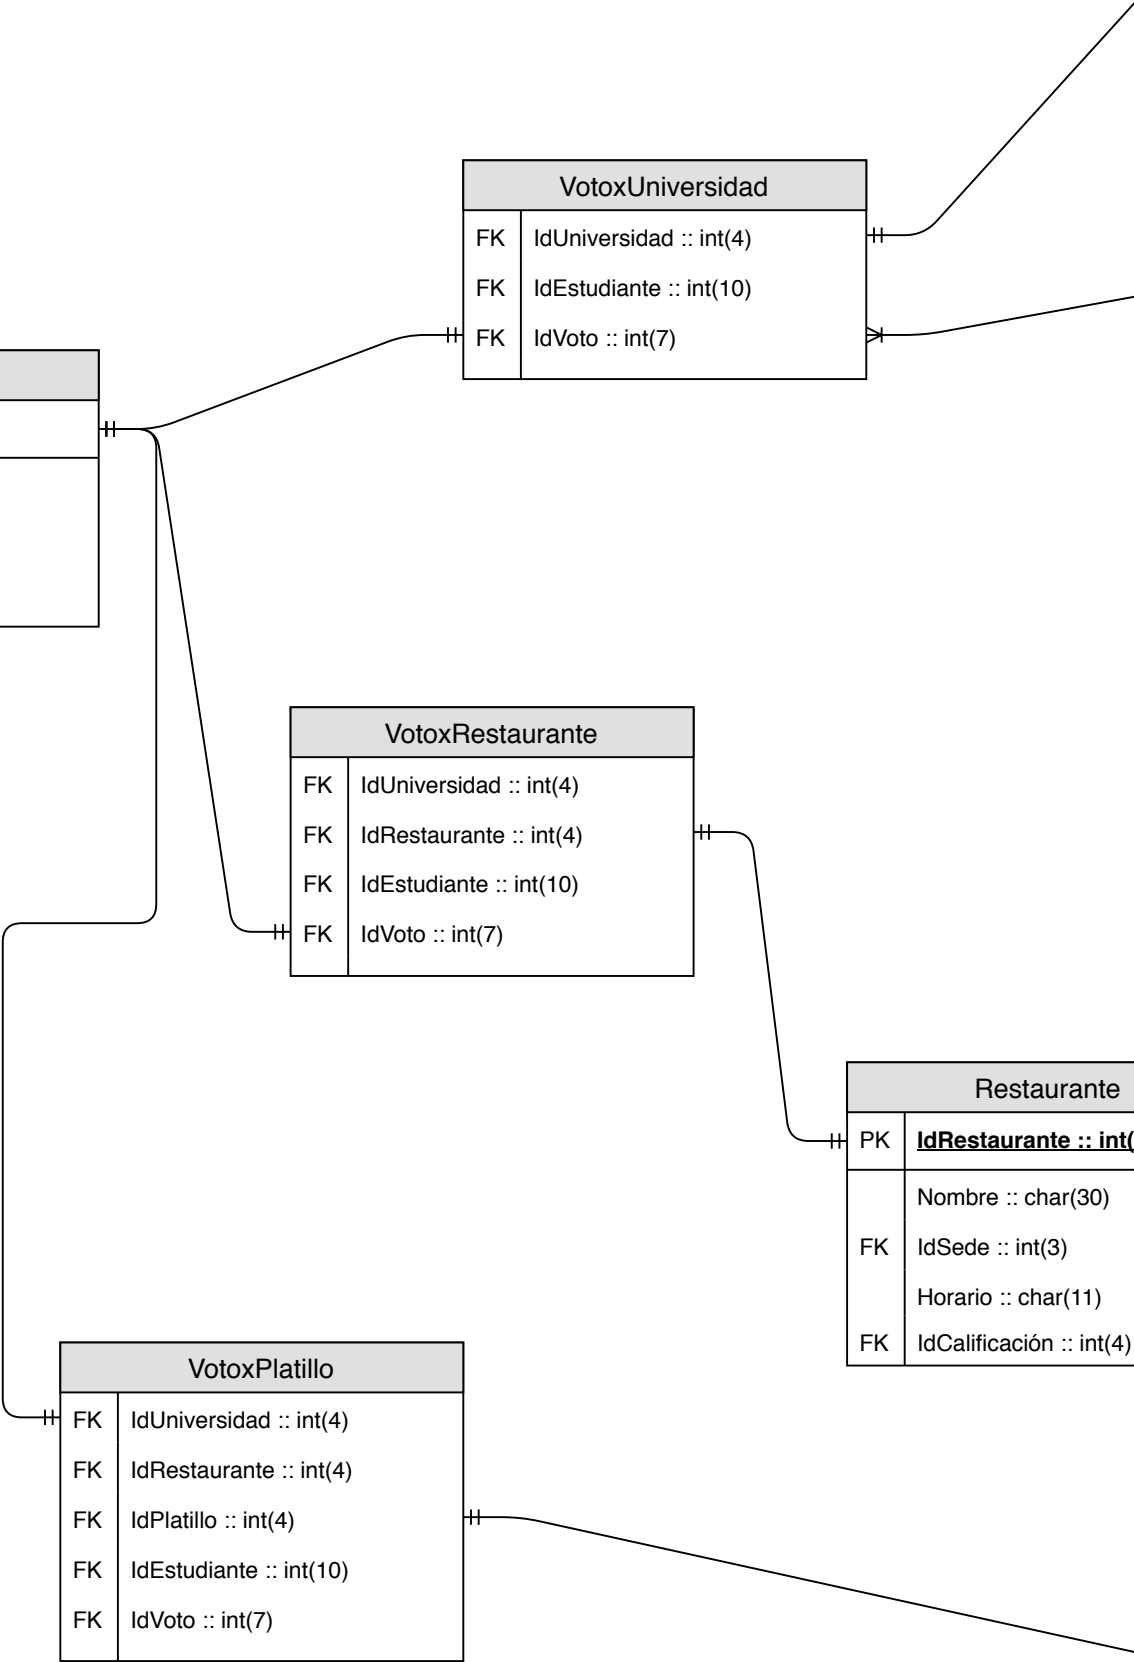 VotoxUniversidad
FK IdUniversidad :: int(4)
FK IdEstudiante :: int(10)
FK IdVoto :: int(7)
VotoxRestaurante
FK IdUniversidad :: int(4)
FK IdRestaurante :: int(4)
FK IdEstudiante :: int(10)
FK IdVoto :: int(7)
Restaurante
PK IdRestaurante :: int(
Nombre :: char(30)
FK IdSede :: int(3)
Horario :: char(11)
FK IdCalificación :: int(4)
VotoxPlatillo
FK IdUniversidad :: int(4)
FK IdRestaurante :: int(4)
FK IdPlatillo :: int(4)
FK IdEstudiante :: int(10)
FK IdVoto :: int(7)